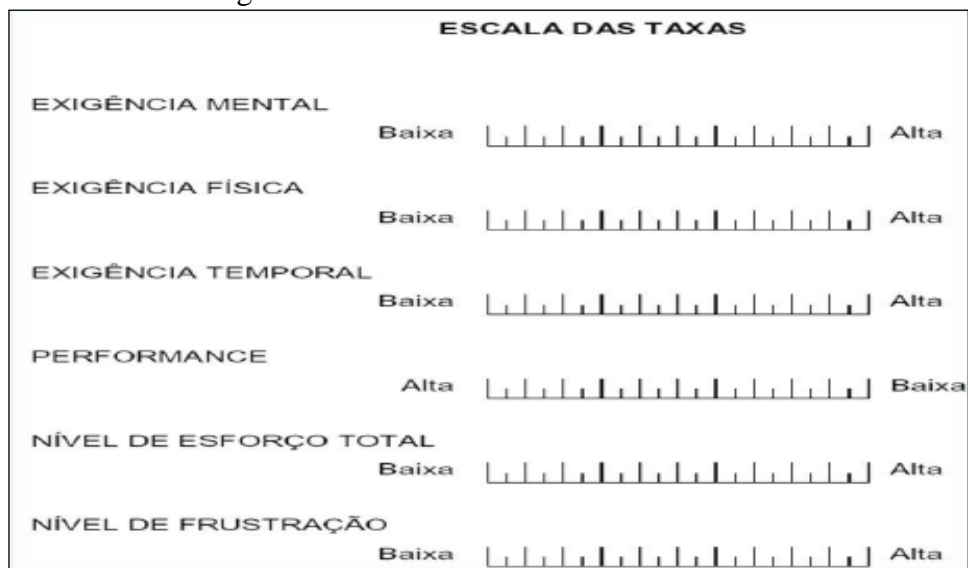 ESCALA DAS TAXAS
EXIGÊNCIA MENTAL
Baixa Alta
EXIGÊNCIA FÍSICA
Baixa Alta
EXIGÊNCIA TEMPORAL
Baixa Alta
PERFORMANCE
Alta Baixa
NÍVEL DE ESFORÇO TOTAL
Baixa Alta
NÍVEL DE FRUSTRAÇÃO
Baixa Alta